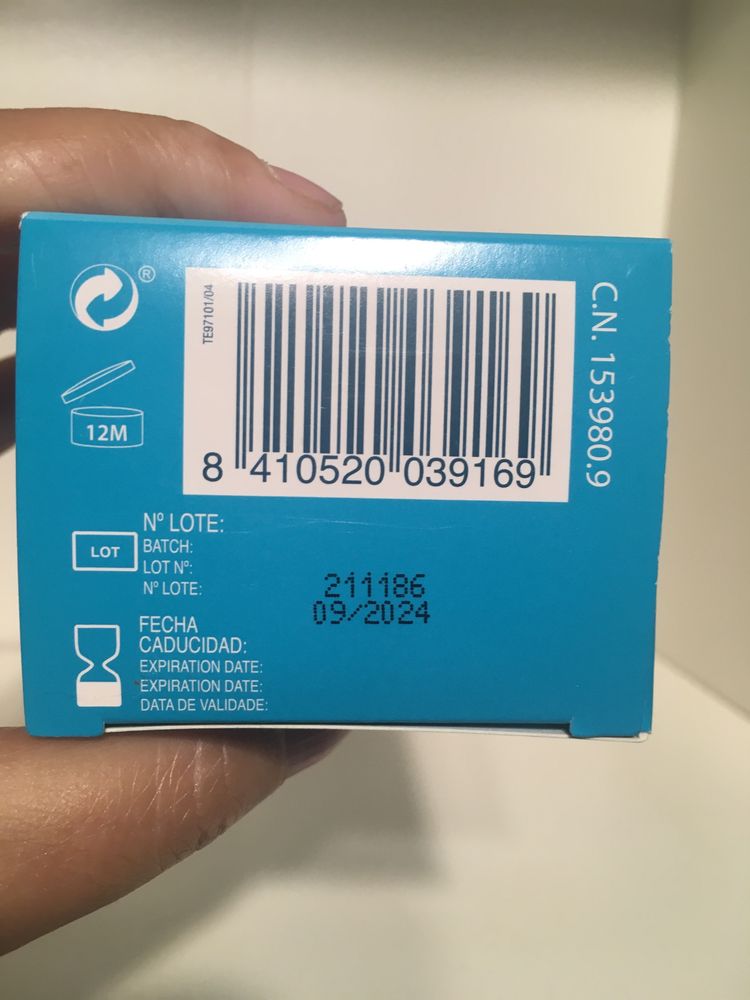 ®
12M
TE97101/04
8 410520 039169
C.N. 153980.9
LOT
Nº LOTE:
BATCH:
LOT Nº:
Nº LOTE:
211186
09/2024
FECHA
CADUCIDAD:
EXPIRATION DATE:
EXPIRATION DATE:
DATA DE VALIDADE: